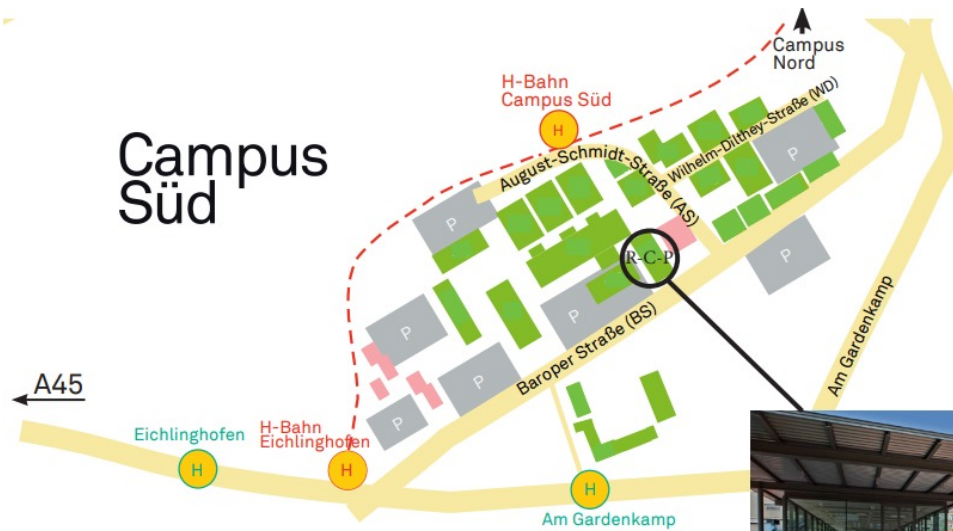 Campus
Nord
H-Bahn
Campus Süd
H
Campus
Süd
August-Schmidt-Straße (AS)
Wilhelm-Dilthey-Straße (WD)
P
P
R-C-P
P
P
P
P
P
Baroper Straße (BS)
Am Gardenkamp
A45
Eichlinghofen
H
H-Bahn
Eichlinghofen
H
H
Am Gardenkamp